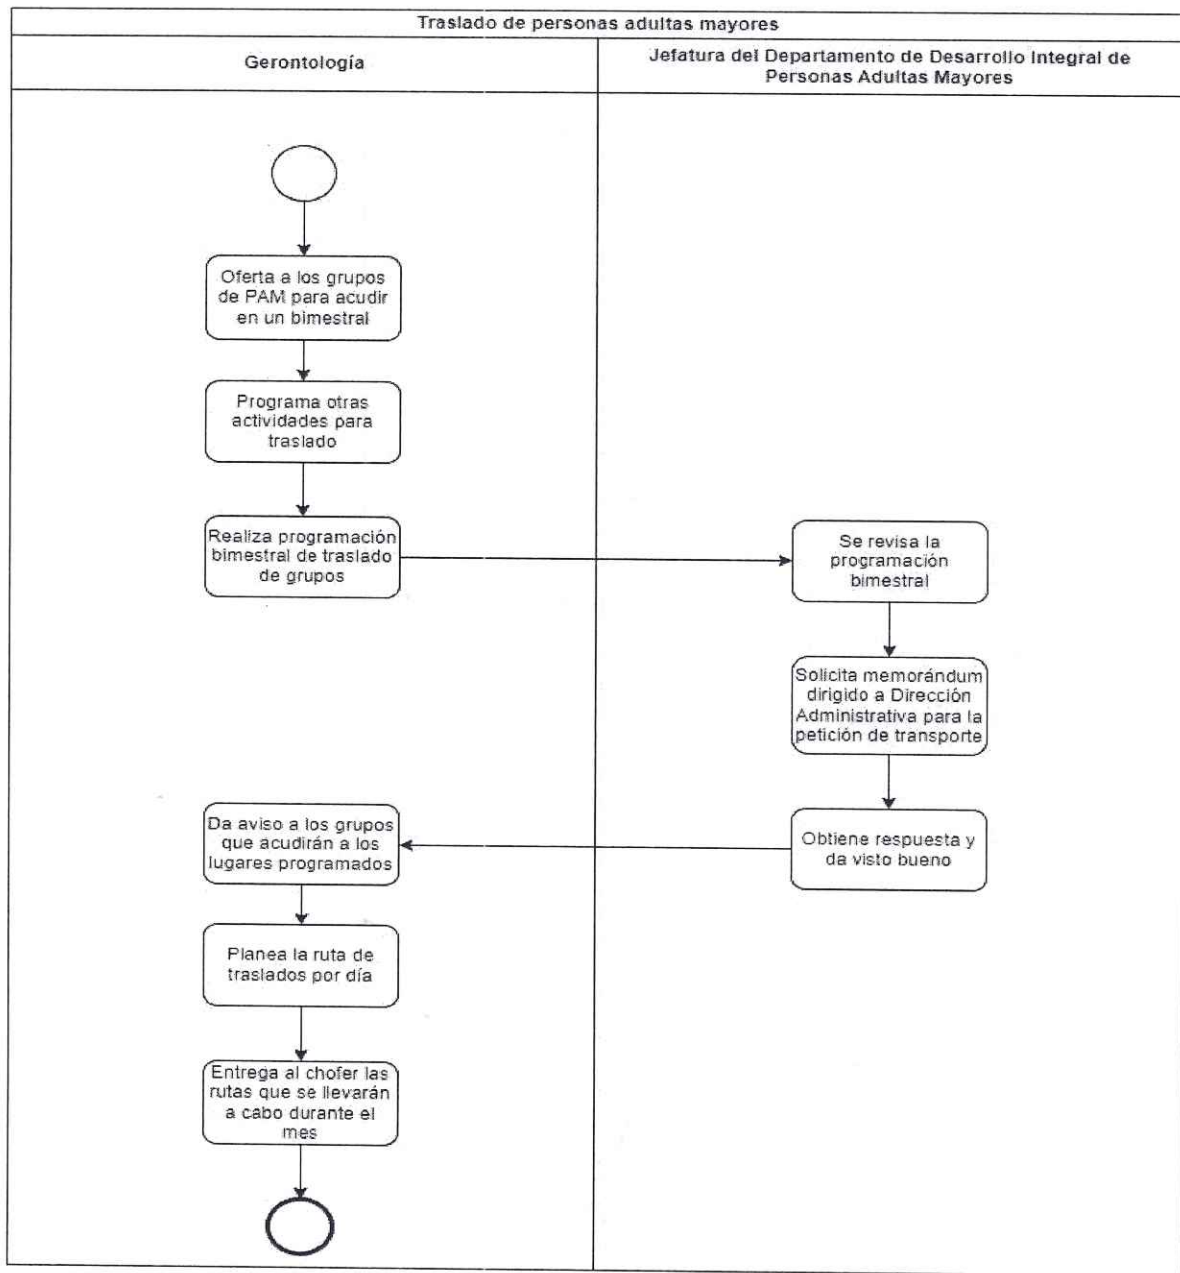 Traslado de personas adultas mayores
Gerontología
Jefatura del Departamento de Desarrollo Integral de
Personas Adultas Mayores
Oferta a los grupos
de PAM para acudir
en un bimestral
Programa otras
actividades para
traslado
Realiza programación
bimestral de traslado
de grupos
Se revisa la
programación
bimestral
Solicita memorándum
dirigido a Dirección
Administrativa para la
petición de transporte
Obtiene respuesta y
da visto bueno
Da aviso a los grupos
que acudirán a los
lugares programados
Planea la ruta de
traslados por día
Entrega al chofer las
rutas que se llevarán
a cabo durante el
mes